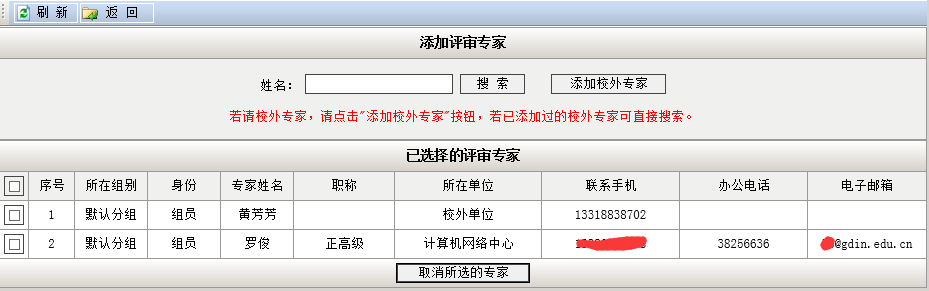 刷 新 返 回
添加评审专家
姓名： 搜 索 添加校外专家
若请校外专家，请点击"添加校外专家"按钮，若已添加过的校外专家可直接搜索。
已选择的评审专家
序号 所在组别 身份 专家姓名 职称 所在单位 联系手机 办公电话 电子邮箱
1 默认分组 组员 黄芳芳 校外单位 13318838702
2 默认分组 组员 罗俊 正高级 计算机网络中心 38256636 @gdin.edu.cn
取消所选的专家